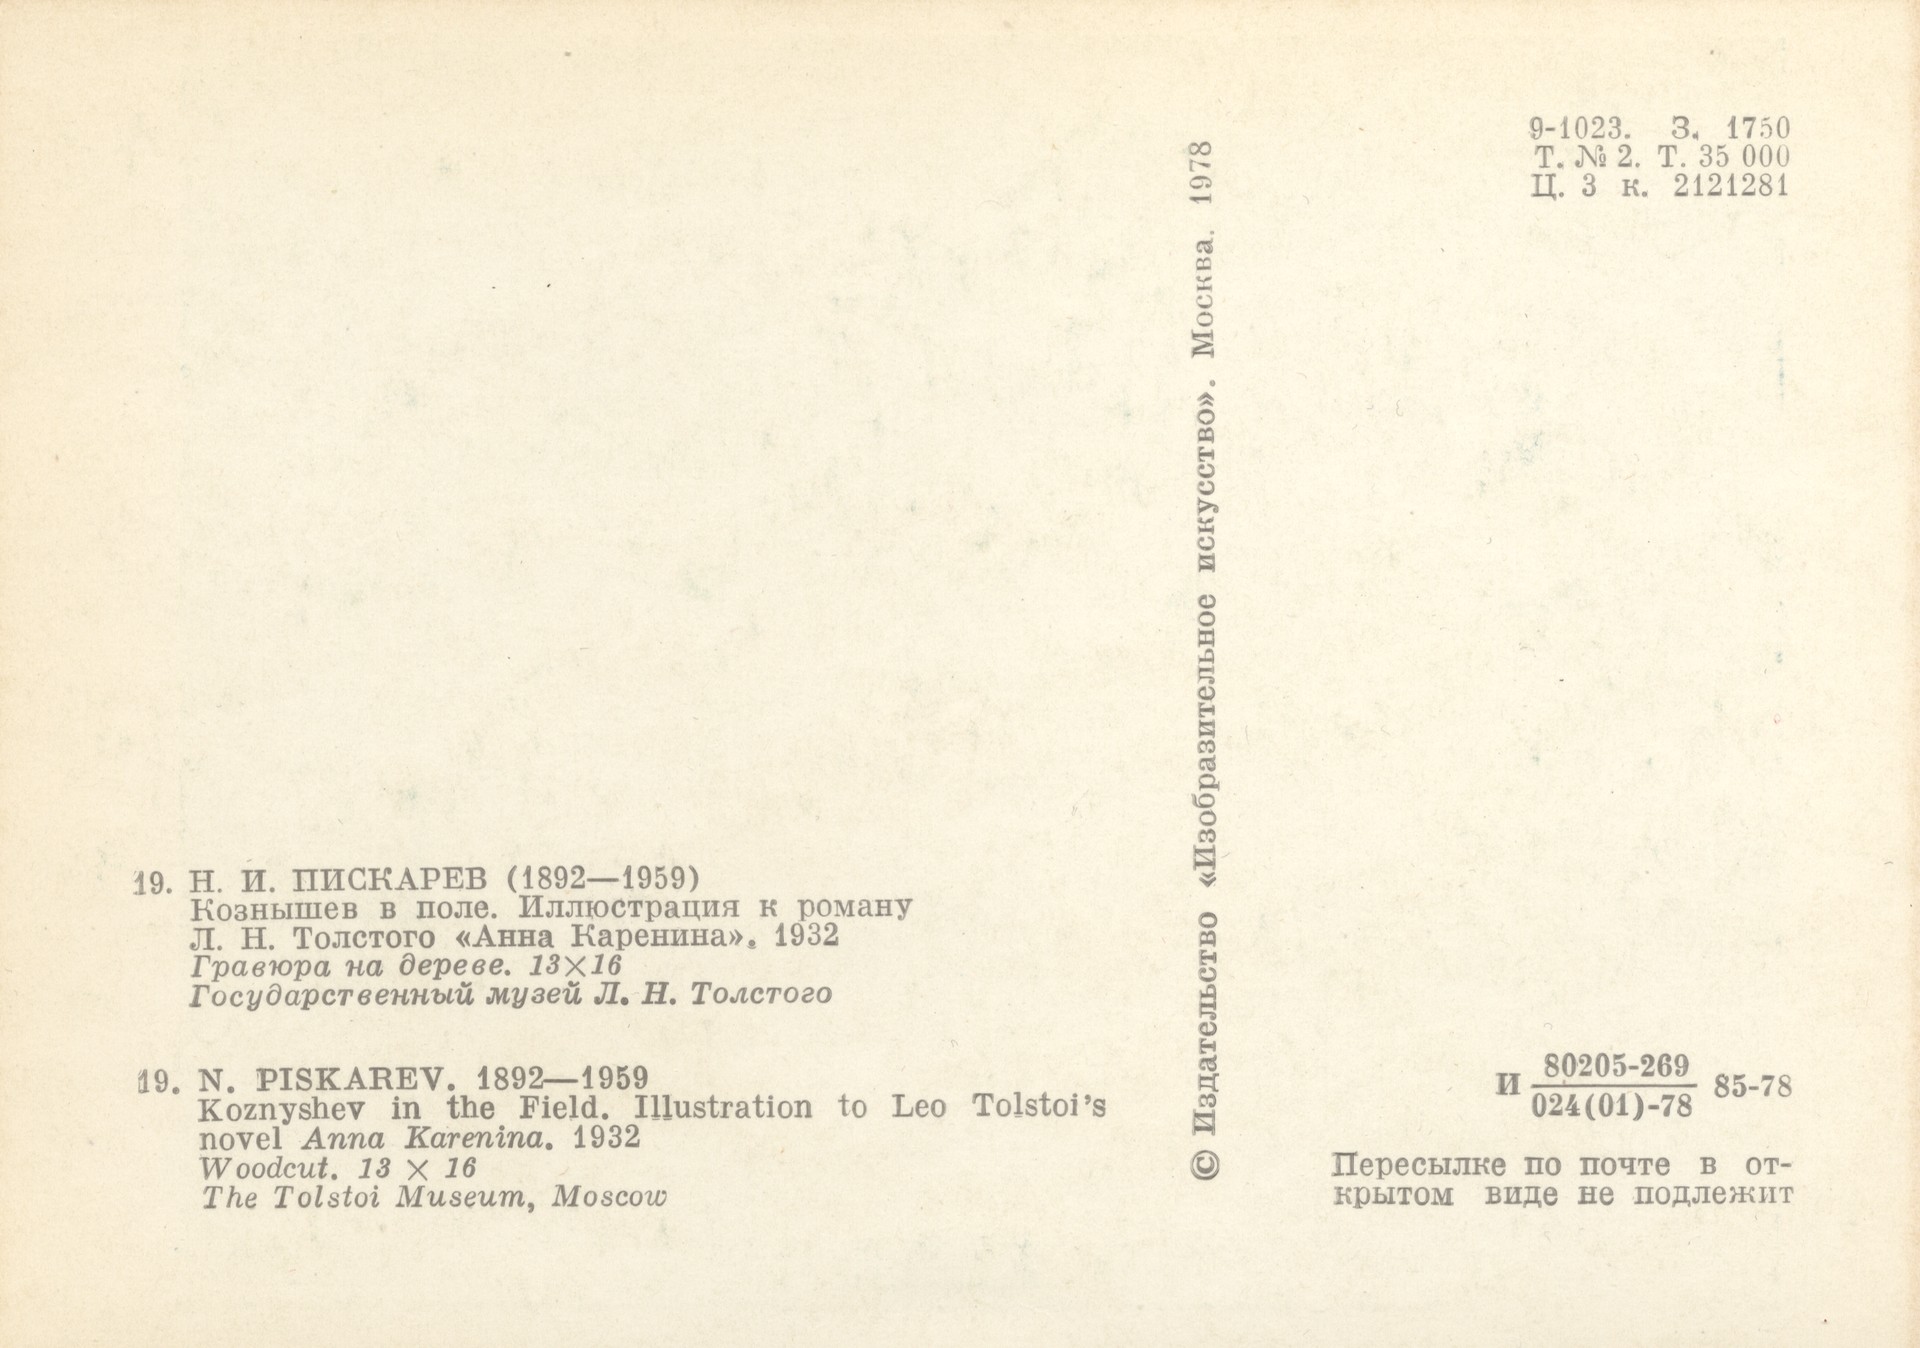 9-1023. З. 1750
Т. № 2. Т. 35 000
Ц. 3 к. 2121281
© Издательство «Изобразительное искусство». Москва. 1978
19. Н. И. ПИСКАРЕВ (1892—1959)
Кознышев в поле. Иллюстрация к роману
Л. Н. Толстого «Анна Каренина». 1932
Гравюра на дереве. 13×16
Государственный музей Л. Н. Толстого
19. N. PISKAREV. 1892—1959
Koznyshev in the Field. Illustration to Leo Tolstoi's
novel Anna Karenina. 1932
Woodcut. 13 × 16
The Tolstoi Museum, Moscow
80205-269
И 85-78
024(01)-78
Пересылке по почте в от-
крытом виде не подлежит